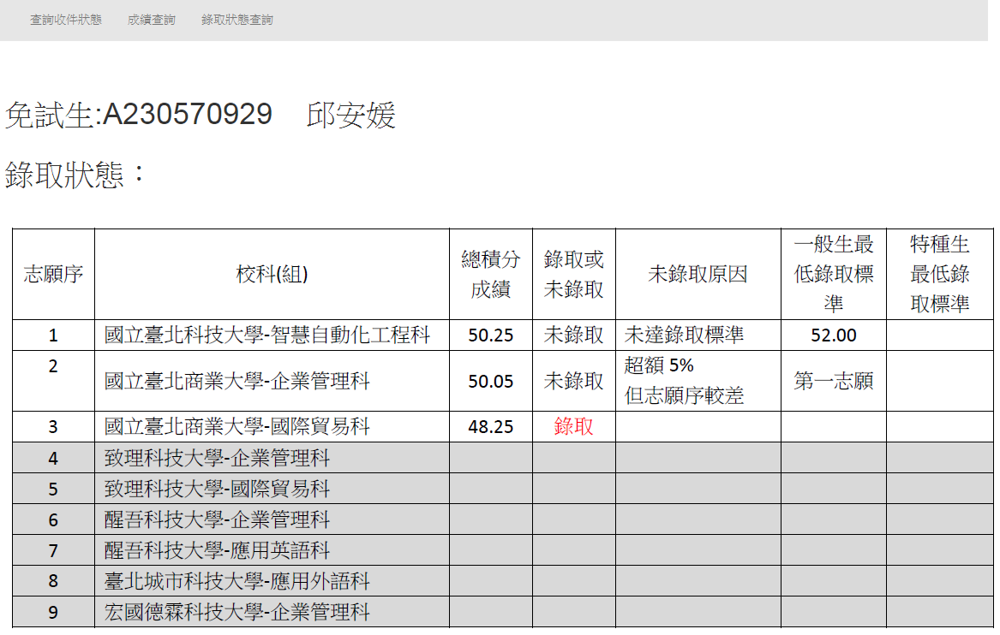 查詢收件狀態 成績查詢 錄取狀態查詢
免試生:A230570929 邱安媛
錄取狀態：
志願序 校科(組) 總積分成績 錄取或未錄取 未錄取原因 一般生最低錄取標準 特種生最低錄取標準
1 國立臺北科技大學-智慧自動化工程科 50.25 未錄取 未達錄取標準 52.00
2 國立臺北商業大學-企業管理科 50.05 未錄取 超額 5% 但志願序較差 第一志願
3 國立臺北商業大學-國際貿易科 48.25 錄取
4 致理科技大學-企業管理科
5 致理科技大學-國際貿易科
6 醒吾科技大學-企業管理科
7 醒吾科技大學-應用英語科
8 臺北城市科技大學-應用外語科
9 宏國德霖科技大學-企業管理科